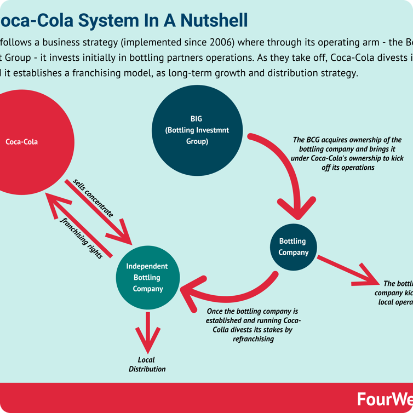 oca-Cola System In A Nutshell
follows a business strategy (implemented since 2006) where through its operating arm - the Bo
t Group - it invests initially in bottling partners operations. As they take off, Coca-Cola divests i
d it establishes a franchising model, as long-term growth and distribution strategy.
Coca-Cola
BIG
(Bottling Investmnt
Group)
The BCG acquires ownership of the
bottling company and brings it
under Coca-Cola's ownership to kick
off its operations
sells concentrate
franchising rights
Bottling
Company
Independent
Bottling
Company
The bottli
company kic
local opera
Once the bottling company is
established and running Coca-
Colla divests its stakes by
refranchising
Local
Distribution
FourWe